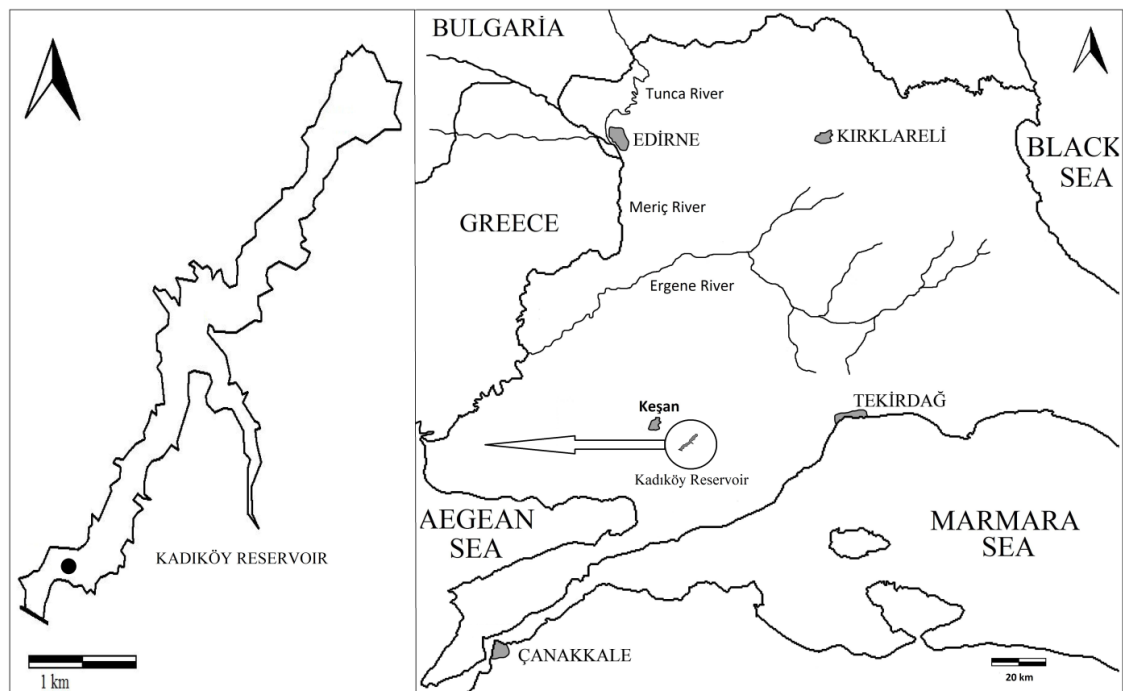 KADIKÖY RESERVOIR
1 km
BULGARİA
Tunca River
EDİRNE
KIRKLARELİ
BLACK
SEA
Meriç River
GREECE
Ergene River
Keşan
TEKİRDAĞ
Kadıköy Reservoir
AEGEAN
SEA
MARMARA
SEA
ÇANAKKALE
20 km